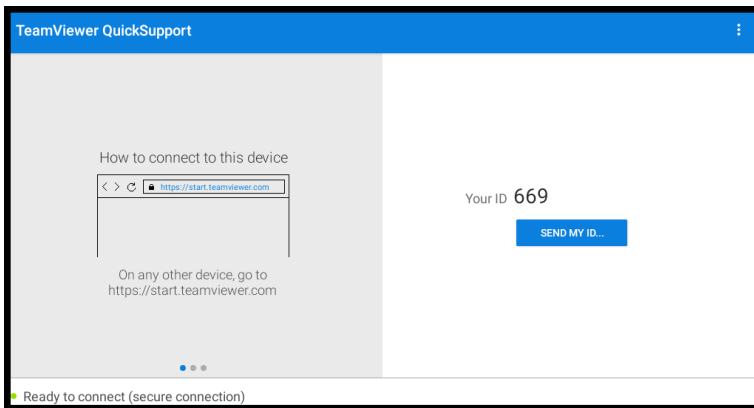 TeamViewer QuickSupport
How to connect to this device
https://start.teamviewer.com
On any other device, go to
https://start.teamviewer.com
Your ID 669
SEND MY ID...
Ready to connect (secure connection)